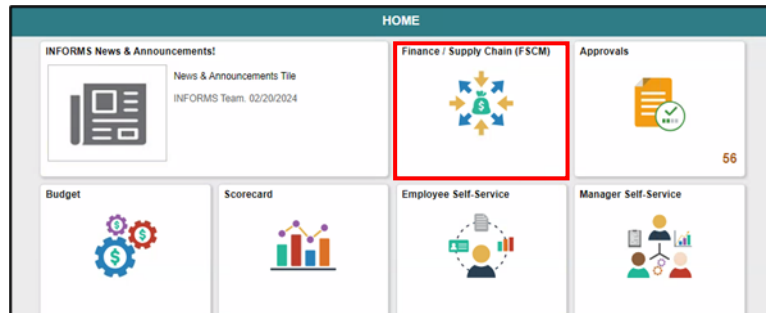 HOME
INFORMS News & Announcements!
News & Announcements Tile
INFORMS Team. 02/20/2024
Finance / Supply Chain (FSCM)
Approvals
56
Budget
Scorecard
Employee Self-Service
Manager Self-Service